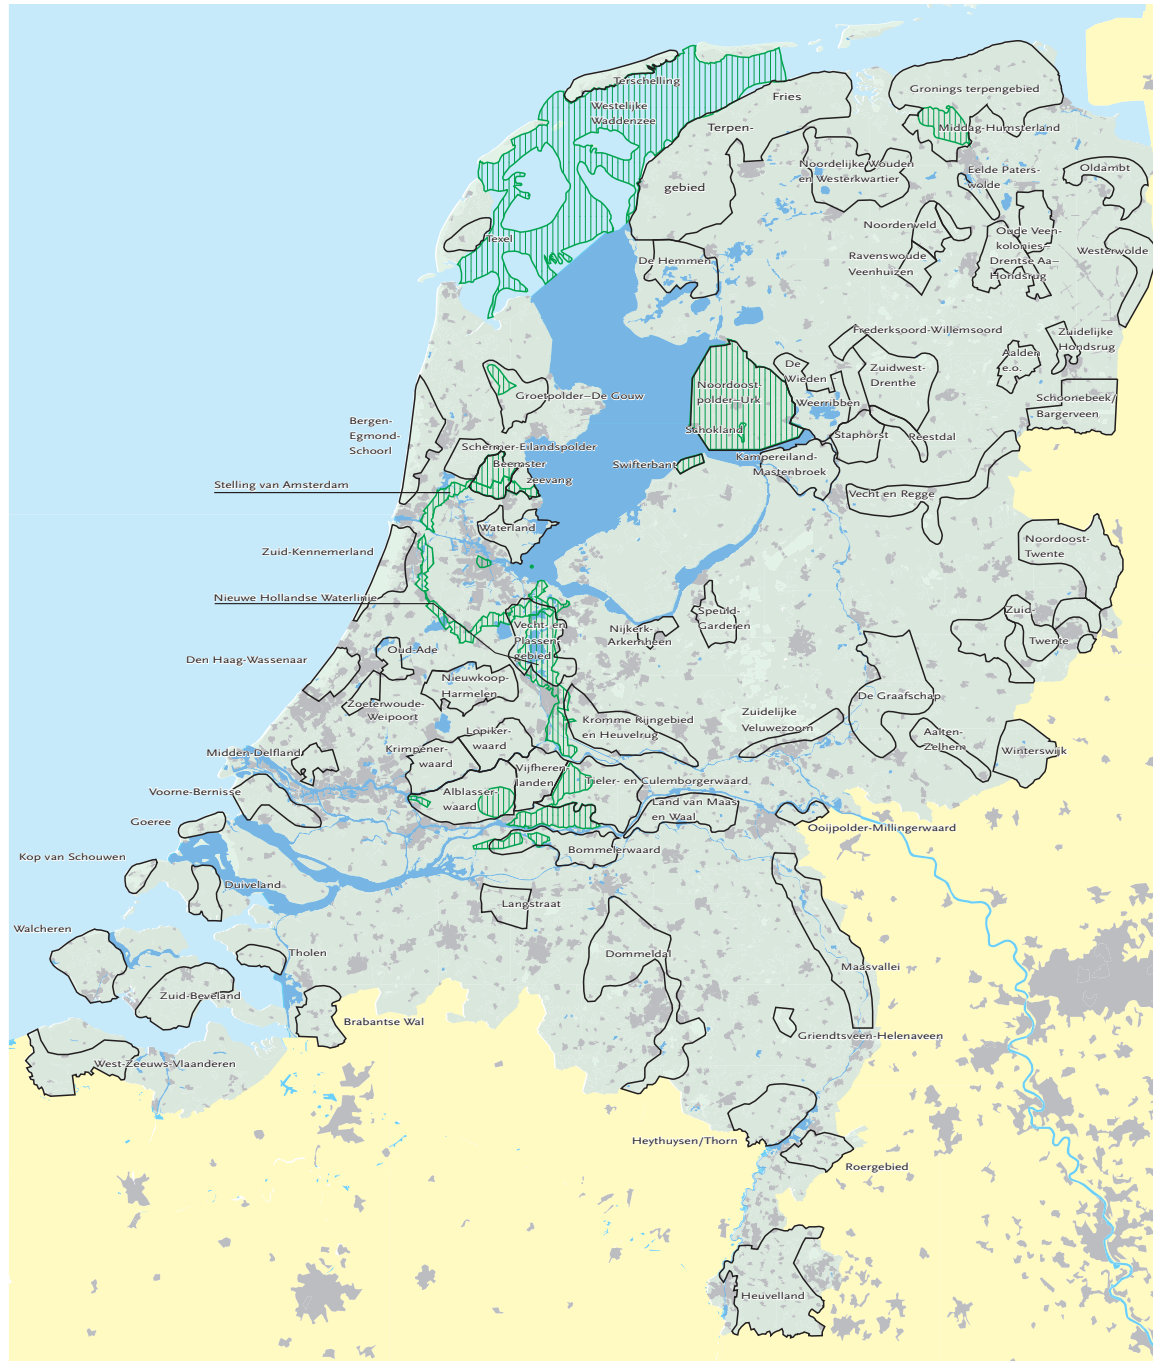 Terschelling
Westelijke
Waddenzee
Fries
Terpen-
gebied
Gronings terpengebied
Middag-Humsterland
Noordelijke Wouden
en Westerkwartier
Eelde Paters-
wolde
Oldambt
Texel
Noordenveld
Oude Veen-
kolonies–
Drentse Aa–
Hondsrug
Westerwolde
De Hemmen
Ravenswoude
Veenhuizen
Frederksoord-Willemsoord
Zuidelijke
Hondsrug
Aalden
e.o.
De
Wieden -
Weerribben
Zuidwest-
Drenthe
Noordoost-
polder–Urk
Schokland
Schoonebeek/
Bargerveen
Groetpolder–De Gouw
Bergen-
Egmond-
Schoorl
Schermer-Eilandspolder
Beemster
zeevang
Swifterbant
Kampereiland-
Mastenbroek
Staphorst
Reestdal
Stelling van Amsterdam
Vecht en Regge
Waterland
Zuid-Kennemerland
Noordoost-
Twente
Nieuwe Hollandse Waterlinie
Vecht- en
Plassen-
gebied
Nijkerk-
Arkemheen
Speuld-
Garderen
Zuid-
Twente
Den Haag-Wassenaar
Oud-Ade
Nieuwkoop-
Harmelen
Zoeterwoude-
Weipoort
De Graafschap
Kromme Rijngebied
en Heuvelrug
Zuidelijke
Veluwezoom
Lopiker-
waard
Krimpener-
waard
Aalten-
Zelhem
Winterswijk
Midden-Delfland
Vijfheren-
landen
Tieler- en Culemborgerwaard
Voorne-Bernisse
Alblasser-
waard
Land van Maas
en Waal
Goeree
Ooijpolder-Millingerwaard
Bommelerwaard
Kop van Schouwen
Duiveland
Langstraat
Walcheren
Tholen
Dommeldal
Maasvallei
Zuid-Beveland
Brabantse Wal
Griendtsveen-Helenaveen
West-Zeeuws-Vlaanderen
Heythuysen/Thorn
Roergebied
Heuvelland